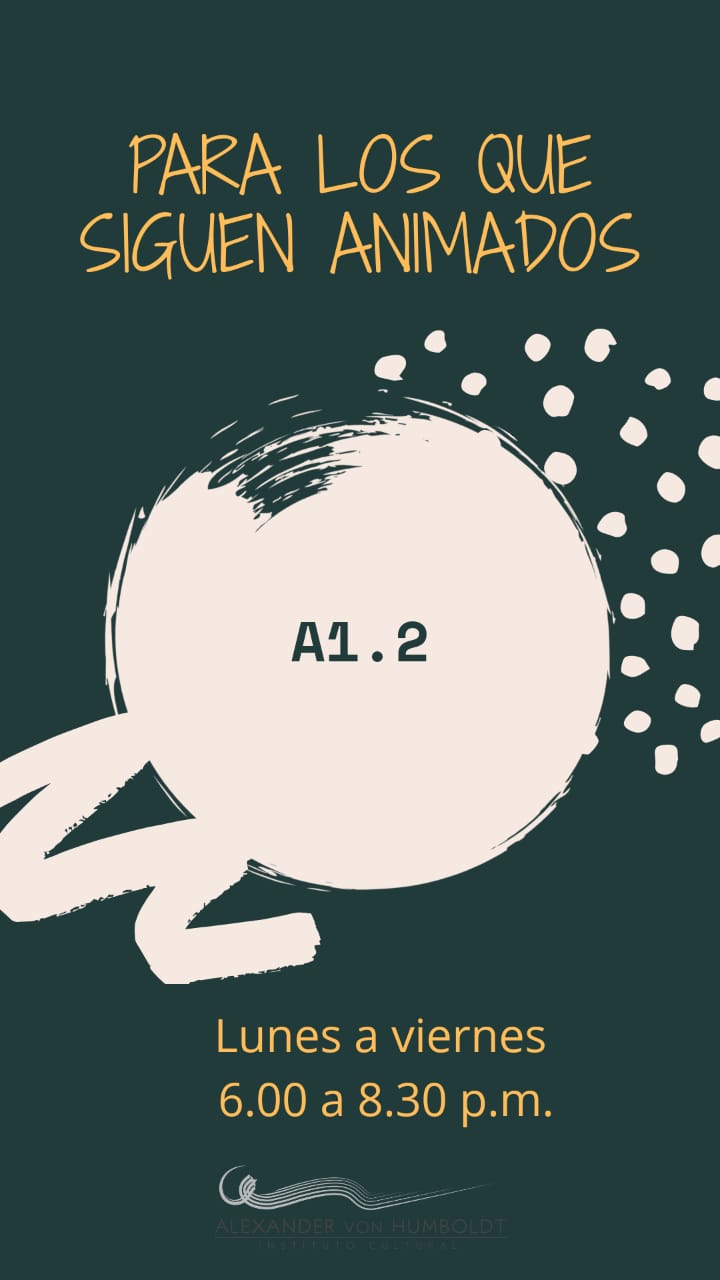 PARA LOS QUE
SIGUEN ANIMADOS
A1.2
Lunes a viernes
6.00 a 8.30 p.m.
ALEXANDER VON HUMBOLDT
INSTITUTO CULTURAL